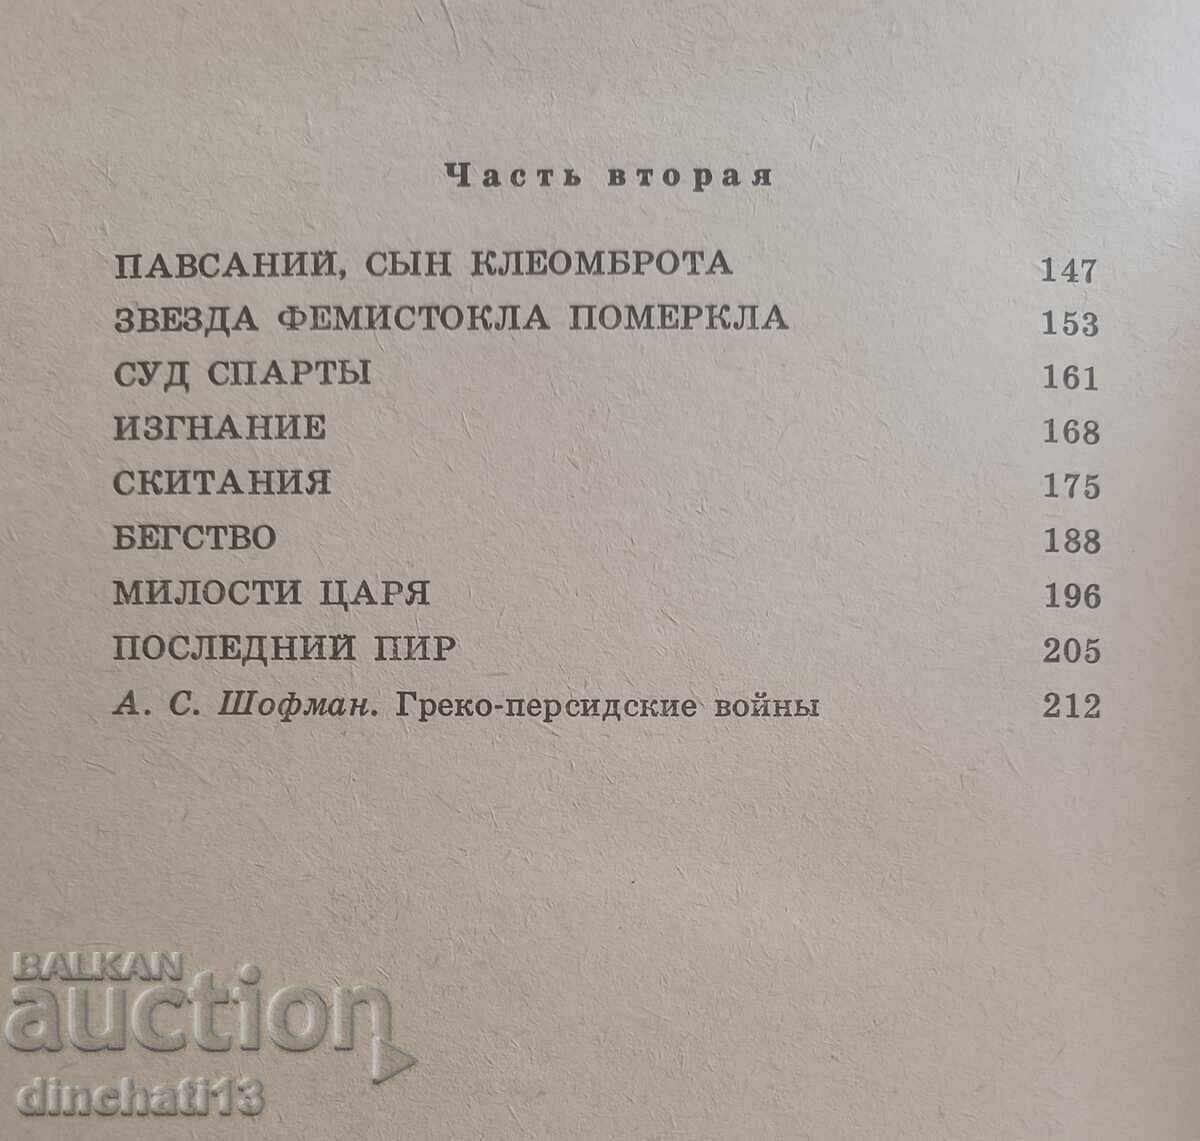 Часть вторая
ПАВСАНИЙ, СЫН КЛЕОМБРОТА 147
ЗВЕЗДА ФЕМИСТОКЛА ПОМЕРКЛА 153
СУД СПАРТЫ 161
ИЗГНАНИЕ 168
СКИТАНИЯ 175
БЕГСТВО 188
МИЛОСТИ ЦАРЯ 196
ПОСЛЕДНИЙ ПИР 205
А. С. Шофман. Греко-персидские войны 212
BALKAN
auction
dinchati13